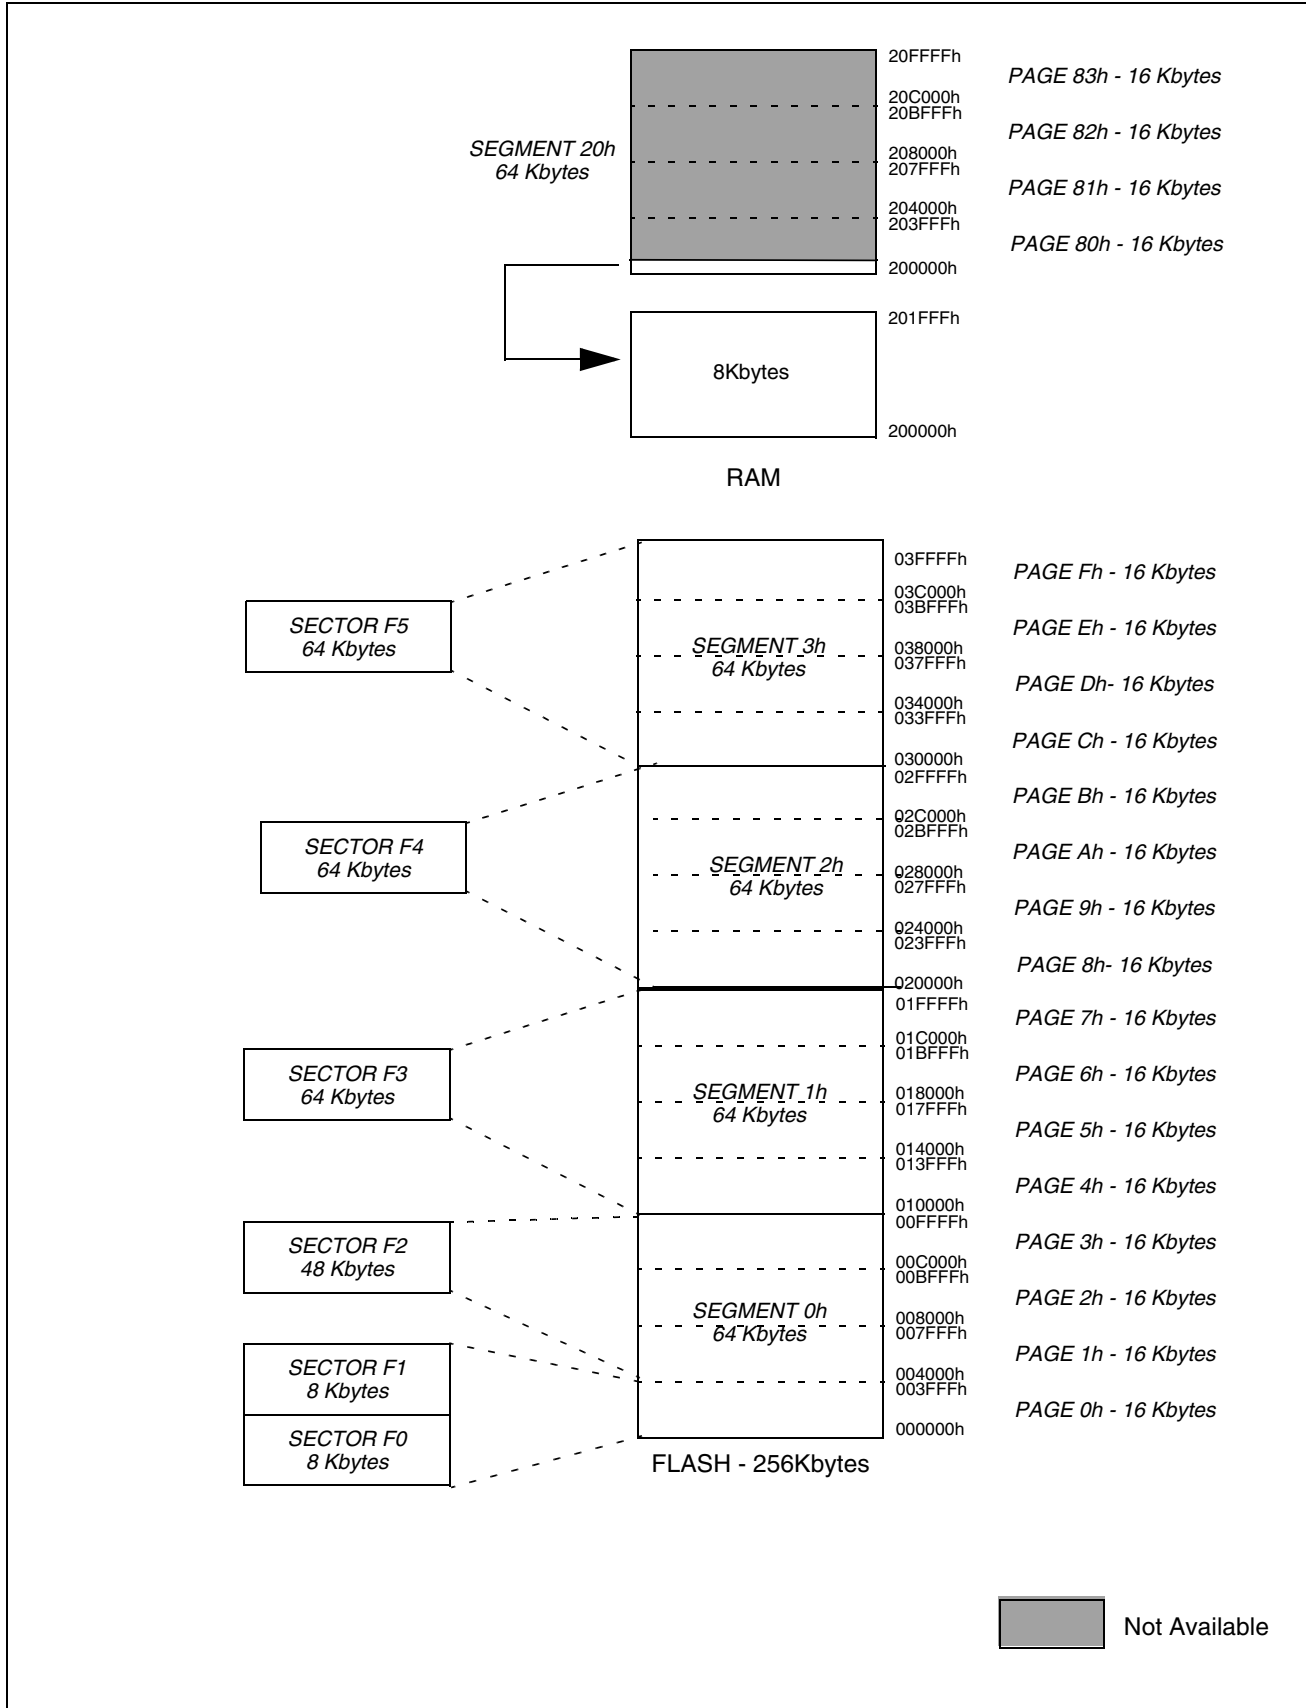 20FFFFh
PAGE 83h - 16 Kbytes
20C000h
20BFFFh
PAGE 82h - 16 Kbytes
SEGMENT 20h
64 Kbytes
208000h
207FFFh
PAGE 81h - 16 Kbytes
204000h
203FFFh
PAGE 80h - 16 Kbytes
200000h
201FFFh
8Kbytes
200000h
RAM
03FFFFh
PAGE Fh - 16 Kbytes
03C000h
03BFFFh
SECTOR F5
64 Kbytes
PAGE Eh - 16 Kbytes
SEGMENT 3h
64 Kbytes
038000h
037FFFh
PAGE Dh- 16 Kbytes
034000h
033FFFh
PAGE Ch - 16 Kbytes
030000h
02FFFFh
PAGE Bh - 16 Kbytes
02C000h
02BFFFh
SECTOR F4
64 Kbytes
PAGE Ah - 16 Kbytes
SEGMENT 2h
64 Kbytes
028000h
027FFFh
PAGE 9h - 16 Kbytes
024000h
023FFFh
PAGE 8h- 16 Kbytes
020000h
01FFFFh
PAGE 7h - 16 Kbytes
01C000h
01BFFFh
SECTOR F3
64 Kbytes
PAGE 6h - 16 Kbytes
SEGMENT 1h
64 Kbytes
018000h
017FFFh
PAGE 5h - 16 Kbytes
014000h
013FFFh
PAGE 4h - 16 Kbytes
010000h
00FFFFh
SECTOR F2
48 Kbytes
PAGE 3h - 16 Kbytes
00C000h
00BFFFh
PAGE 2h - 16 Kbytes
SEGMENT 0h
64 Kbytes
008000h
007FFFh
PAGE 1h - 16 Kbytes
SECTOR F1
8 Kbytes
004000h
003FFFh
PAGE 0h - 16 Kbytes
000000h
SECTOR F0
8 Kbytes
FLASH - 256Kbytes
Not Available